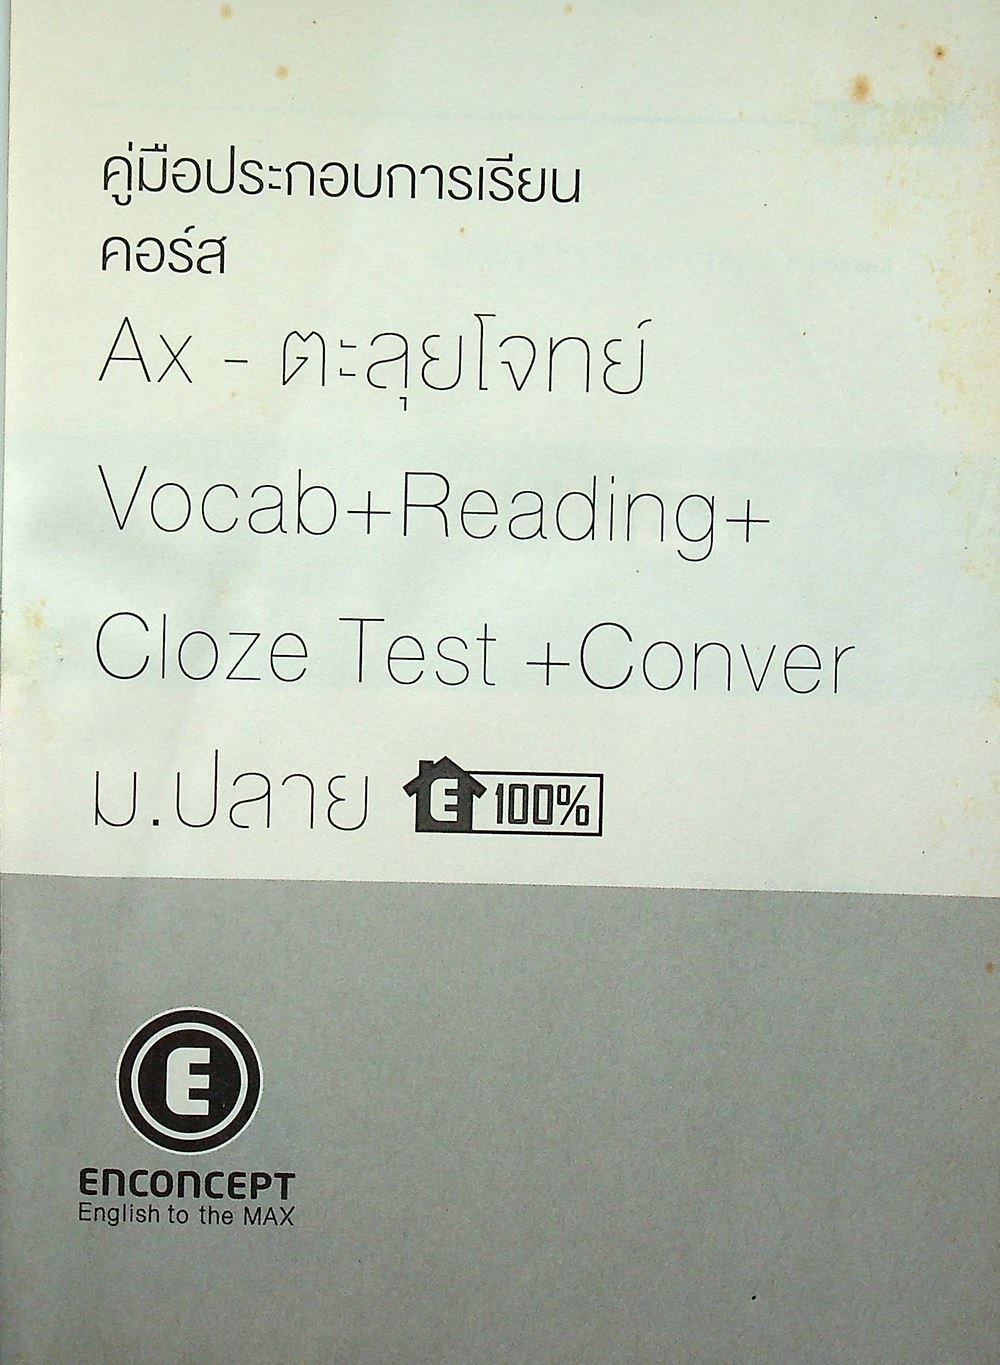 คู่มือประกอบการเรียน
คอร์ส
Ax - ตะลุยโจทย์
Vocab+Reading+
Cloze Test +Conver
ม.ปลาย E 100%
E
ENCONCEPT
English to the MAX